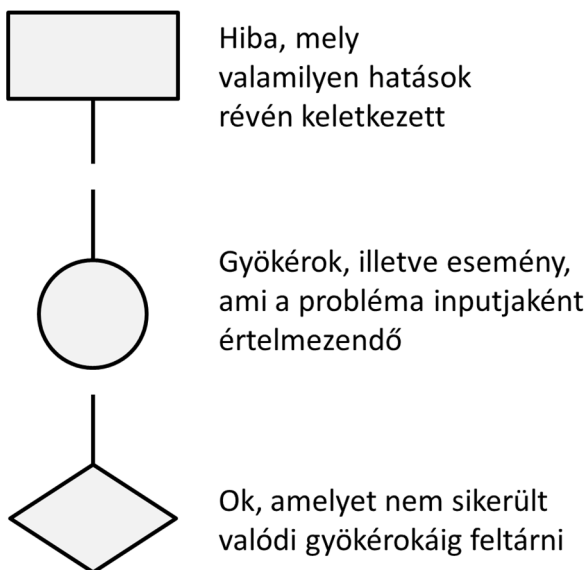 Hiba, mely
valamilyen hatások
révén keletkezett
Gyökérok, illetve esemény,
ami a probléma inputjaként
értelmezendő
Ok, amelyet nem sikerült
valódi gyökérokáig feltárni